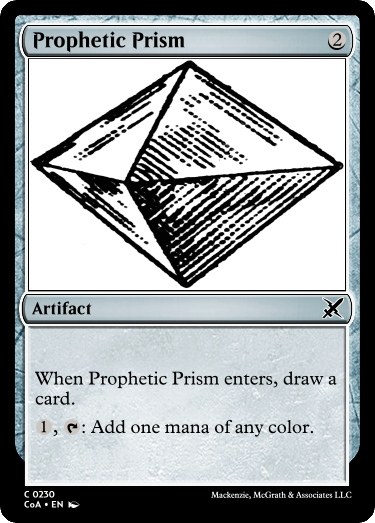 Prophetic Prism 2
Artifact
When Prophetic Prism enters, draw a
card.
1, : Add one mana of any color.
C 0230
CoA • EN
Mackenzie, McGrath & Associates LLC